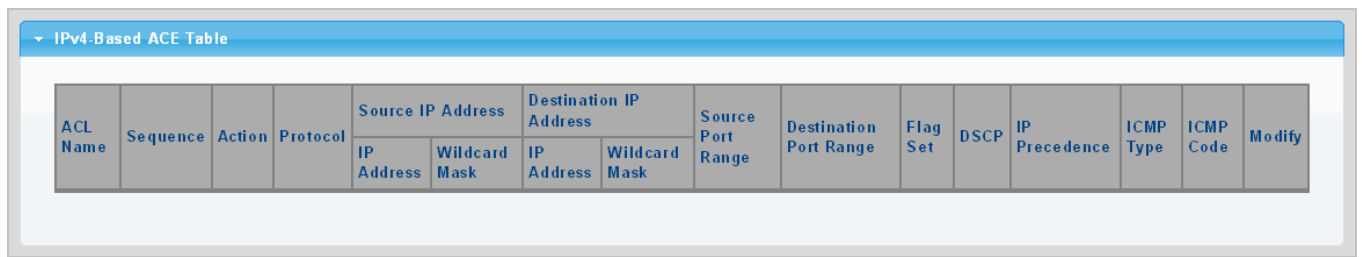 IPv4-Based ACE Table
ACL
Name
Sequence
Action
Protocol
Source IP Address
IP
Address
Wildcard
Mask
Destination IP
Address
IP
Address
Wildcard
Mask
Source
Port
Range
Destination
Port Range
Flag
Set
DSCP
IP
Precedence
ICMP
Type
ICMP
Code
Modify